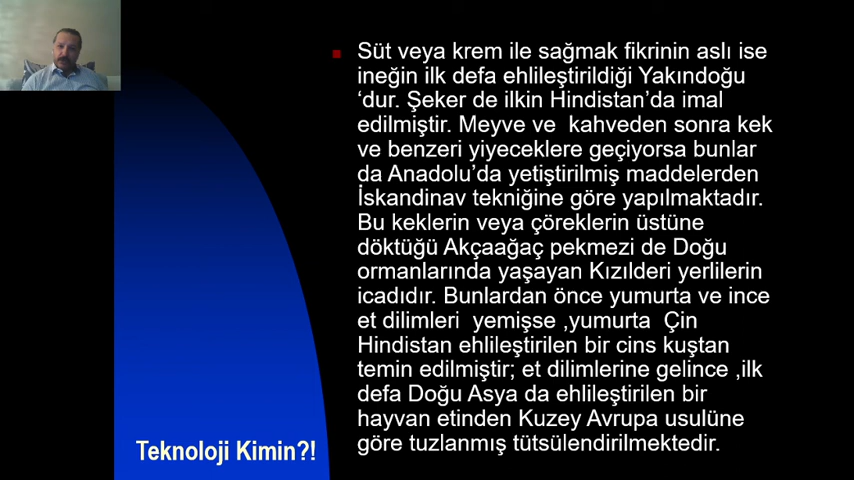 Süt veya krem ile sağmak fikrinin aslı ise
ineğin ilk defa ehlileştirildiği Yakındoğu
‘dur. Şeker de ilkin Hindistan’da imal
edilmiştir. Meyve ve kahveden sonra kek
ve benzeri yiyeceklere geçiyorsa bunlar
da Anadolu’da yetiştirilmiş maddelerden
İskandinav tekniğine göre yapılmaktadır.
Bu keklerin veya çöreklerin üstüne
döktüğü Akçaağaç pekmezi de Doğu
ormanlarında yaşayan Kızılderi yerlilerin
icadıdır. Bunlardan önce yumurta ve ince
et dilimleri yemişse ,yumurta Çin
Hindistan ehlileştirilen bir cins kuştan
temin edilmiştir; et dilimlerine gelince ,ilk
defa Doğu Asya da ehlileştirilen bir
hayvan etinden Kuzey Avrupa usulüne
göre tuzlanmış tütsülendirilmektedir.
Teknoloji Kimin?!